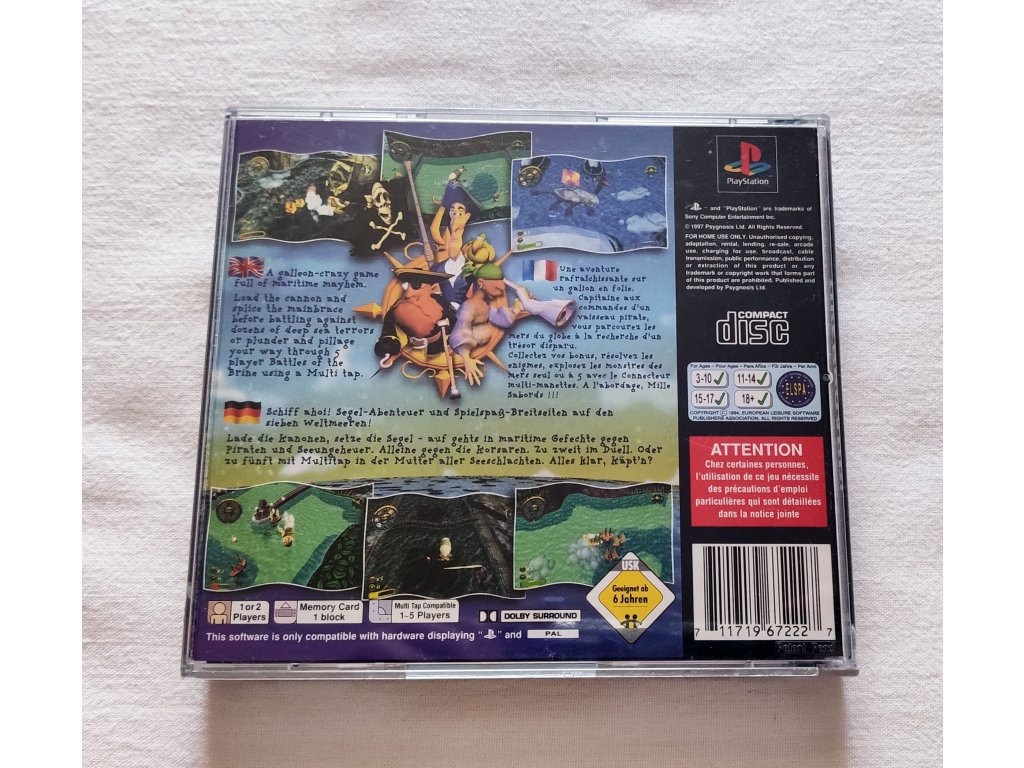 A galleon-crazy game
full of maritime mayhem.
Load the cannon and
splice the mainbrace
before battling against
dozens of deep sea terrors
or plunder and pillage
your way through 5
player Battles of the
Brine using a Multi tap.
Une aventure
rafraîchissante sur
un galion en folie.
Capitaine aux
commandes d'un
vaisseau pirate,
vous parcourez les
mers du globe à la recherche d'un
trésor disparu.
Collectez vos bonus, résolvez les
enigmes, explosez les monstres des
mers seul ou à 5 avec le Connecteur
multi-manettes. A l'abordage, Mille
Sabords !!!
Schiff ahoi! Segel-Abenteuer und Spielspaß-Breitseiten auf den
sieben Weltmeeren!
Lade die Kanonen, setze die Segel - auf gehts in maritime Gefechte gegen
Piraten und Seeungeheuer. Alleine gegen die Korsaren. Zu zweit im Duell. Oder
zu fünft mit Multitap in der Mutter aller Seeschlachten. Alles klar, Käpt'n?
1 or 2
Players
Memory Card
1 block
Multi Tap Compatible
1-5 Players
DOLBY SURROUND
USK
Geeignet ab
6 Jahren
This software is only compatible with hardware displaying " " and PAL
PlayStation
" " and "PlayStation" are trademarks of
Sony Computer Entertainment Inc.
© 1997 Psygnosis Ltd. All Rights Reserved.
FOR HOME USE ONLY. Unauthorised copying,
adaptation, rental, lending, re-sale, arcade
use, charging for use, broadcast, cable
transmission, public performance, distribution
or extraction of this product or any
trademark or copyright work that forms part
of this product are prohibited. Published and
developed by Psygnosis Ltd.
COMPACT
disc
For Ages - Pour Ages - Para Años - Für Jahre - Per Anni
3-10 11-14
15-17 18+
ELSPA
COPYRIGHT © 1994, EUROPEAN LEISURE SOFTWARE
PUBLISHERS ASSOCIATION. ALL RIGHTS RESERVED
ATTENTION
Chez certaines personnes,
l'utilisation de ce jeu nécessite
des précautions d'emploi
particulières qui sont détaillées
dans la notice jointe
7 11719 67222 7